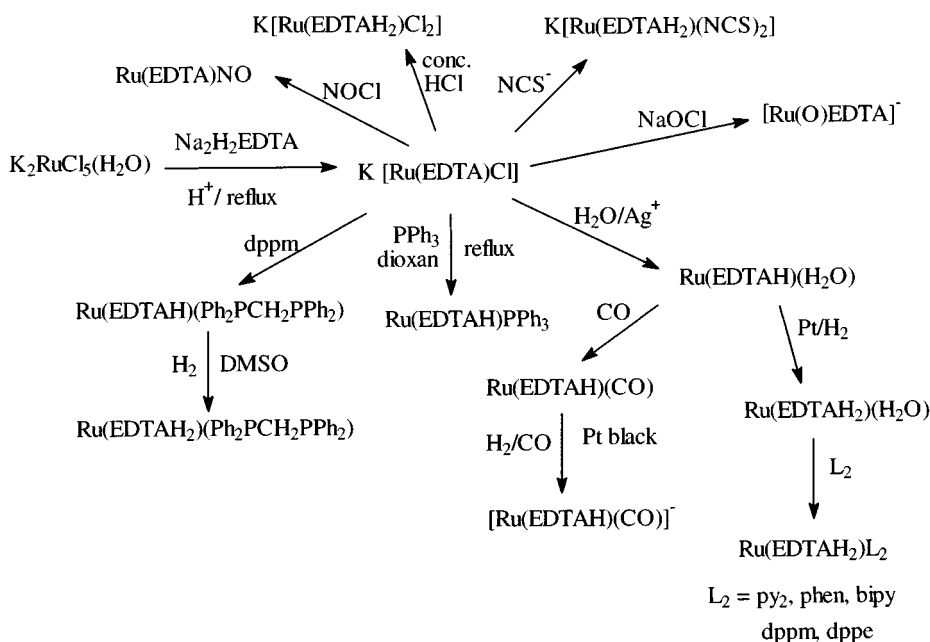 K[Ru(EDTAH₂)Cl₂]
K[Ru(EDTAH₂)(NCS)₂]
Ru(EDTA)NO
NOCl
conc.
HCl
NCS⁻
NaOCl
[Ru(O)EDTA]⁻
K₂RuCl₅(H₂O)
Na₂H₂EDTA
H⁺/ reflux
K [Ru(EDTA)Cl]
dppm
PPh₃
dioxan
reflux
H₂O/Ag⁺
Ru(EDTAH)(Ph₂PCH₂PPh₂)
Ru(EDTAH)PPh₃
Ru(EDTAH)(H₂O)
CO
Pt/H₂
H₂
DMSO
Ru(EDTAH)(CO)
Ru(EDTAH₂)(H₂O)
Ru(EDTAH₂)(Ph₂PCH₂PPh₂)
H₂/CO
Pt black
L₂
[Ru(EDTAH)(CO)]⁻
Ru(EDTAH₂)L₂
L₂ = py₂, phen, bipy
dppm, dppe